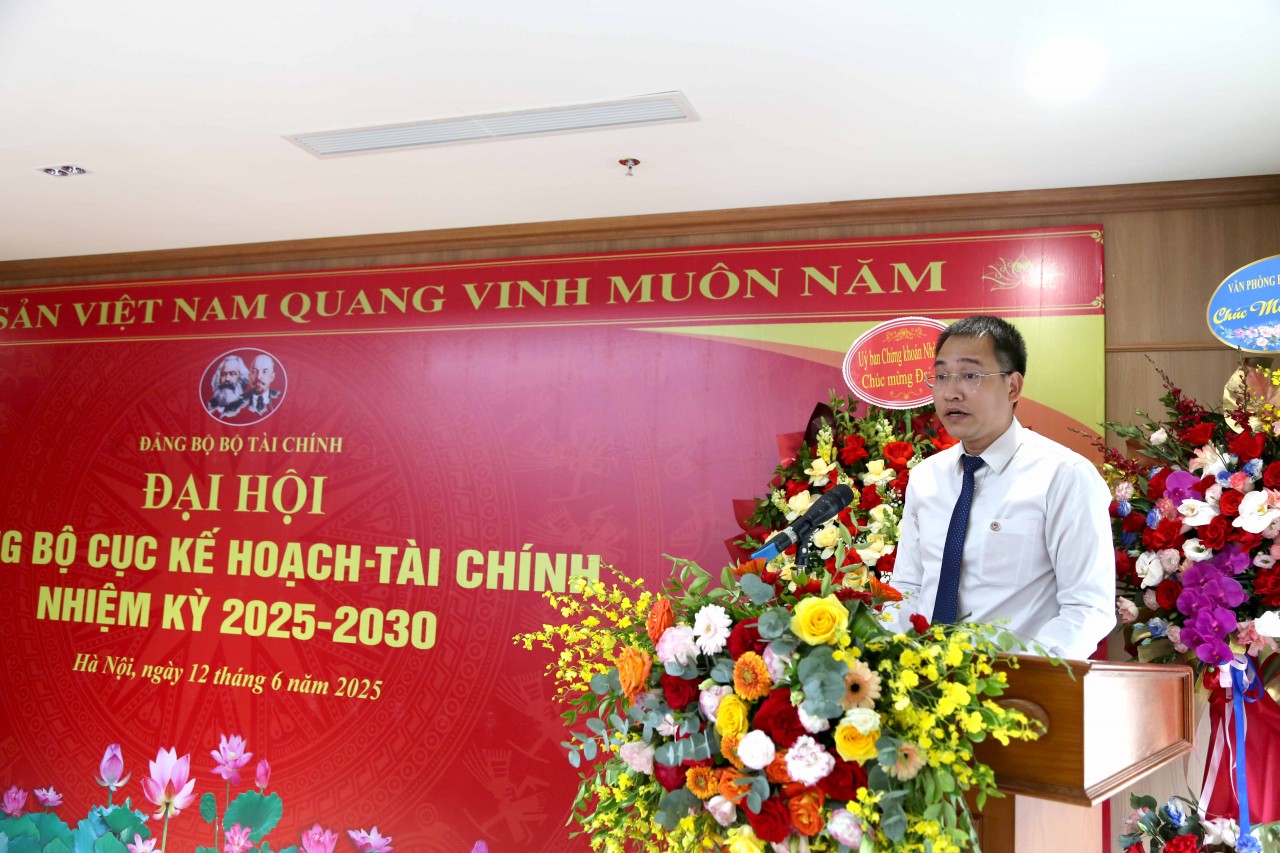 SẢN VIỆT NAM QUANG VINH MUÔN NĂM
ĐẢNG BỘ BỘ TÀI CHÍNH
ĐẠI HỘI
BỘ CỤC KẾ HOẠCH-TÀI CHÍNH
NHIỆM KỲ 2025-2030
Hà Nội, ngày 12 tháng 6 năm 2025
Uỷ ban Chứng khoán
Chúc mừng
VĂN PHÒNG
Chúc